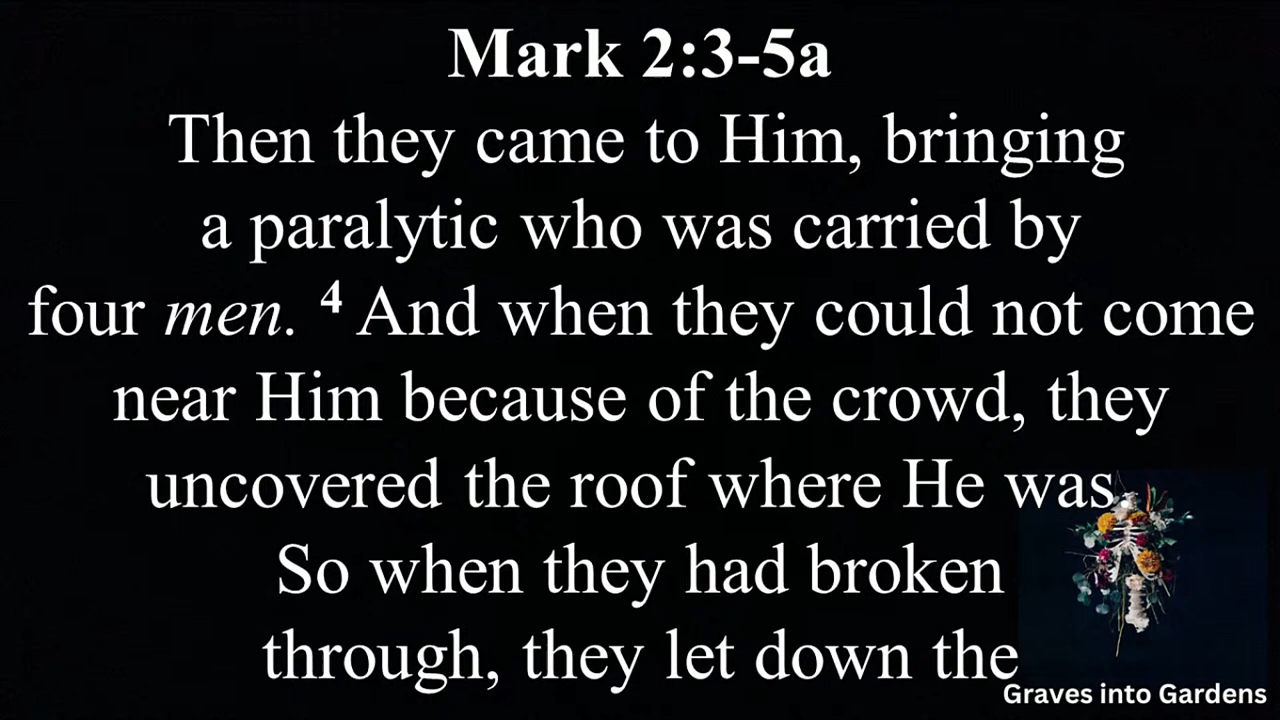 Mark 2:3-5a
Then they came to Him, bringing
a paralytic who was carried by
four men. 4 And when they could not come
near Him because of the crowd, they
uncovered the roof where He was.
So when they had broken
through, they let down the
Graves into Gardens